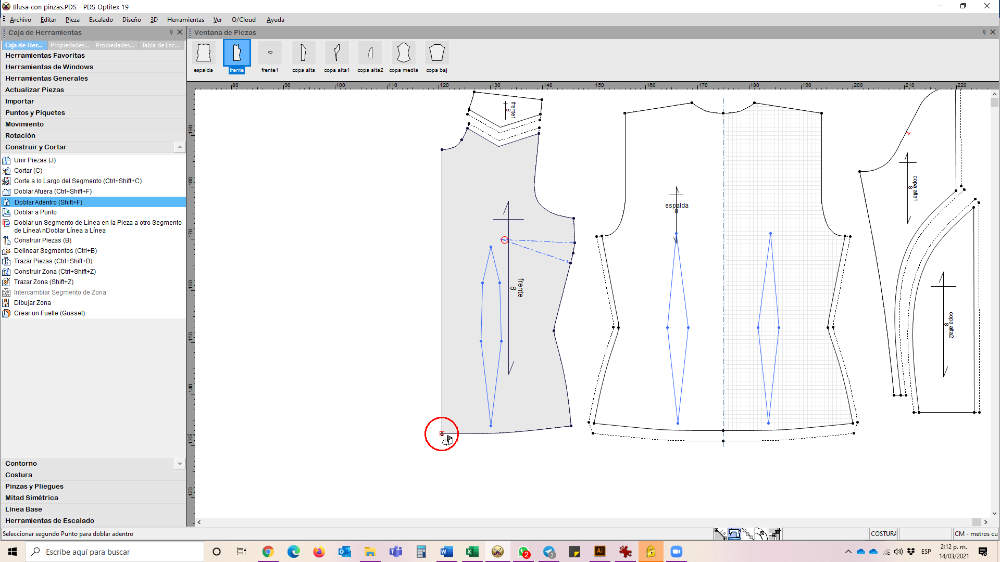 Blusa con pinzas.PDS - PDS Optitex 19
Archivo Editar Pieza Escalado Diseño 3D Herramientas Ver O/Cloud Ayuda
Caja de Herramientas
Ventana de Piezas
Caja de Her... Propiedades... Propiedades... Tabla de Esc...
Herramientas Favoritas
Herramientas de Windows
Herramientas Generales
Actualizar Piezas
Importar
Puntos y Piquetes
Movimiento
Rotación
Construir y Cortar
Unir Piezas (J)
Cortar (C)
Corte a lo Largo del Segmento (Ctrl+Shift+C)
Doblar Afuera (Ctrl+Shift+F)
Doblar Adentro (Shift+F)
Doblar a Punto
Doblar un Segmento de Línea en la Pieza a otro Segmento
de Línea\ nDoblar Línea a Línea
Construir Piezas (B)
Delinear Segmentos (Ctrl+B)
Trazar Piezas (Ctrl+Shift+B)
Construir Zona (Ctrl+Shift+Z)
Trazar Zona (Shift+Z)
Intercambiar Segmento de Zona
Dibujar Zona
Crear un Fuelle (Gusset)
Contorno
Costura
Pinzas y Pliegues
Mitad Simétrica
Línea Base
Herramientas de Escalado
espalda frente frente1 copa alta copa alta1 copa alta2 copa media copa baj
80 90 100 110 120 130 140 150 160 170 180 190 200 210 220
190
180
170
160
150
140
130
120
frente1
8
frente
8
espalda
8
copa alta1
8
copa alta2
8
Seleccionar segundo Punto para doblar adentro
COSTURA
CM - metros cu
Escribe aquí para buscar
2
2
Ai
ESP
2:12 p. m.
14/03/2021